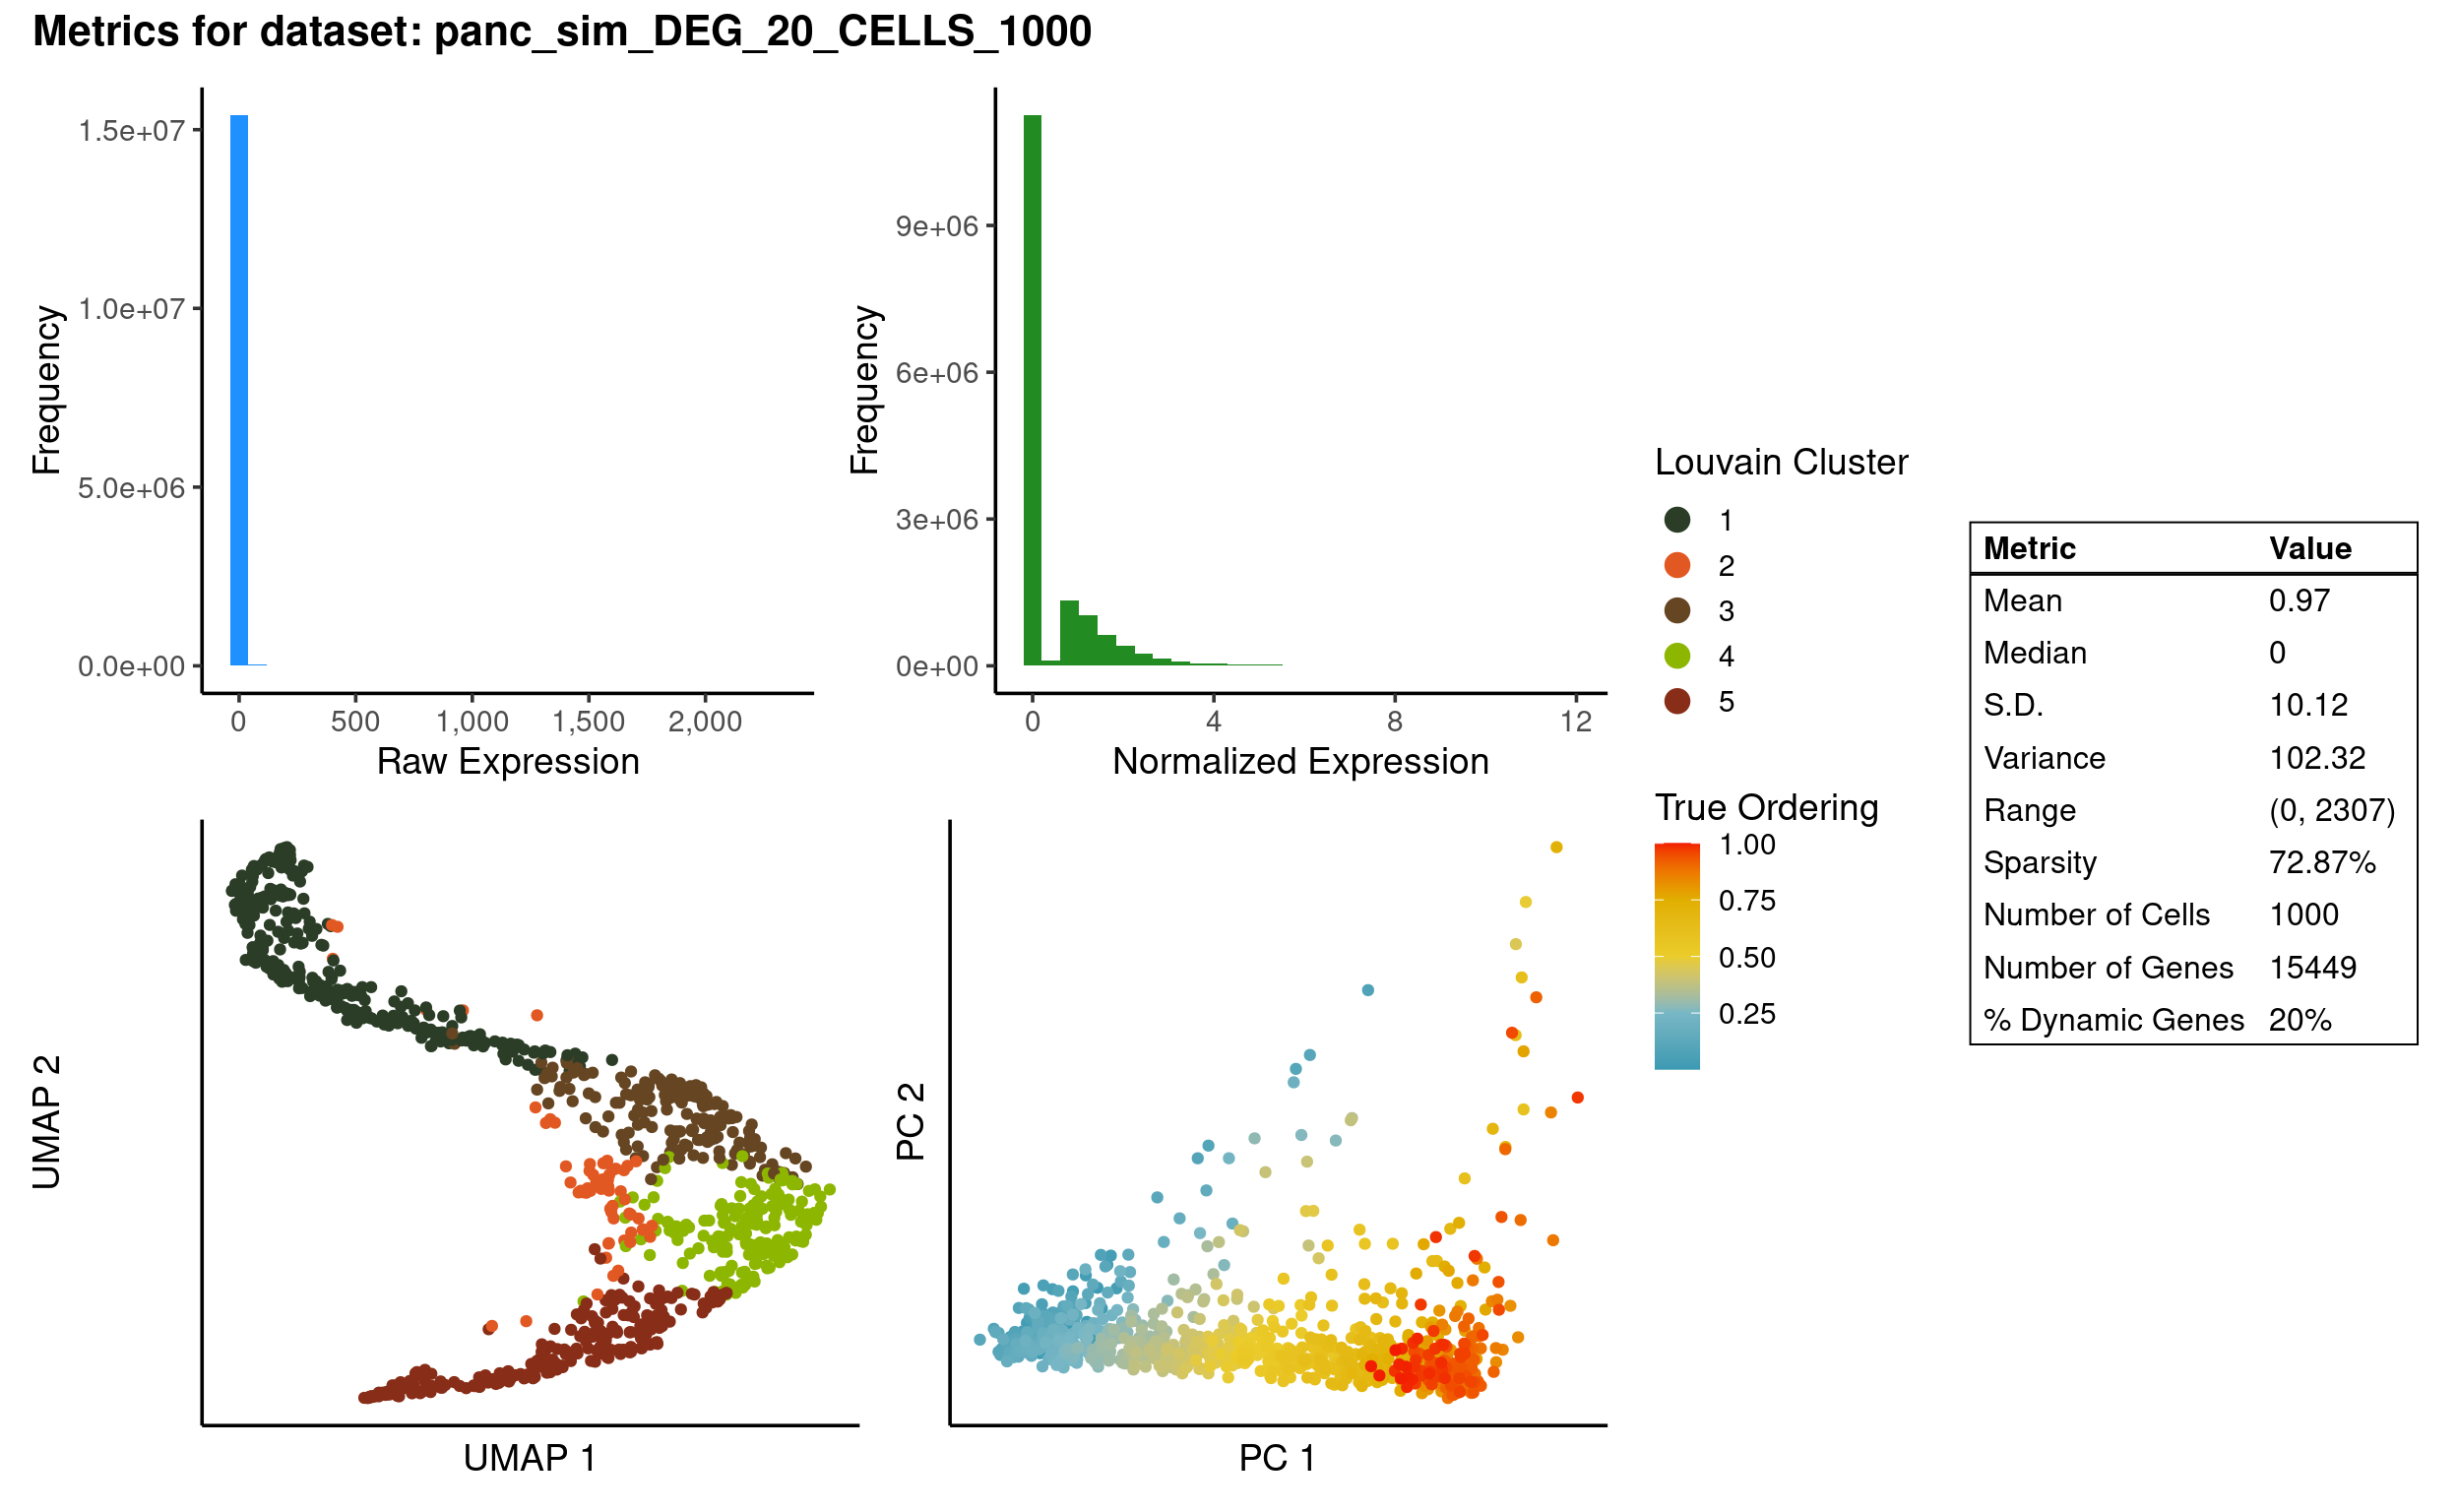 Metrics for dataset: panc_sim_DEG_20_CELLS_1000
Frequency
1.5e+07
1.0e+07
5.0e+06
0.0e+00
0
500
1,000
1,500
2,000
Raw Expression
Frequency
9e+06
6e+06
3e+06
0e+00
0
4
8
12
Normalized Expression
UMAP 2
UMAP 1
PC 2
PC 1
Louvain Cluster
1
2
3
4
5
True Ordering
1.00
0.75
0.50
0.25
Metric Value
Mean 0.97
Median 0
S.D. 10.12
Variance 102.32
Range (0, 2307)
Sparsity 72.87%
Number of Cells 1000
Number of Genes 15449
% Dynamic Genes 20%